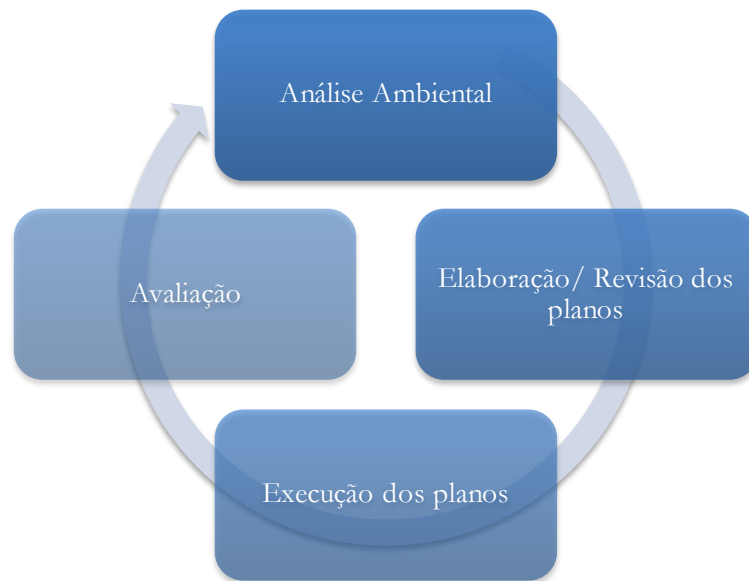 Análise Ambiental
Elaboração/ Revisão dos
planos
Execução dos planos
Avaliação